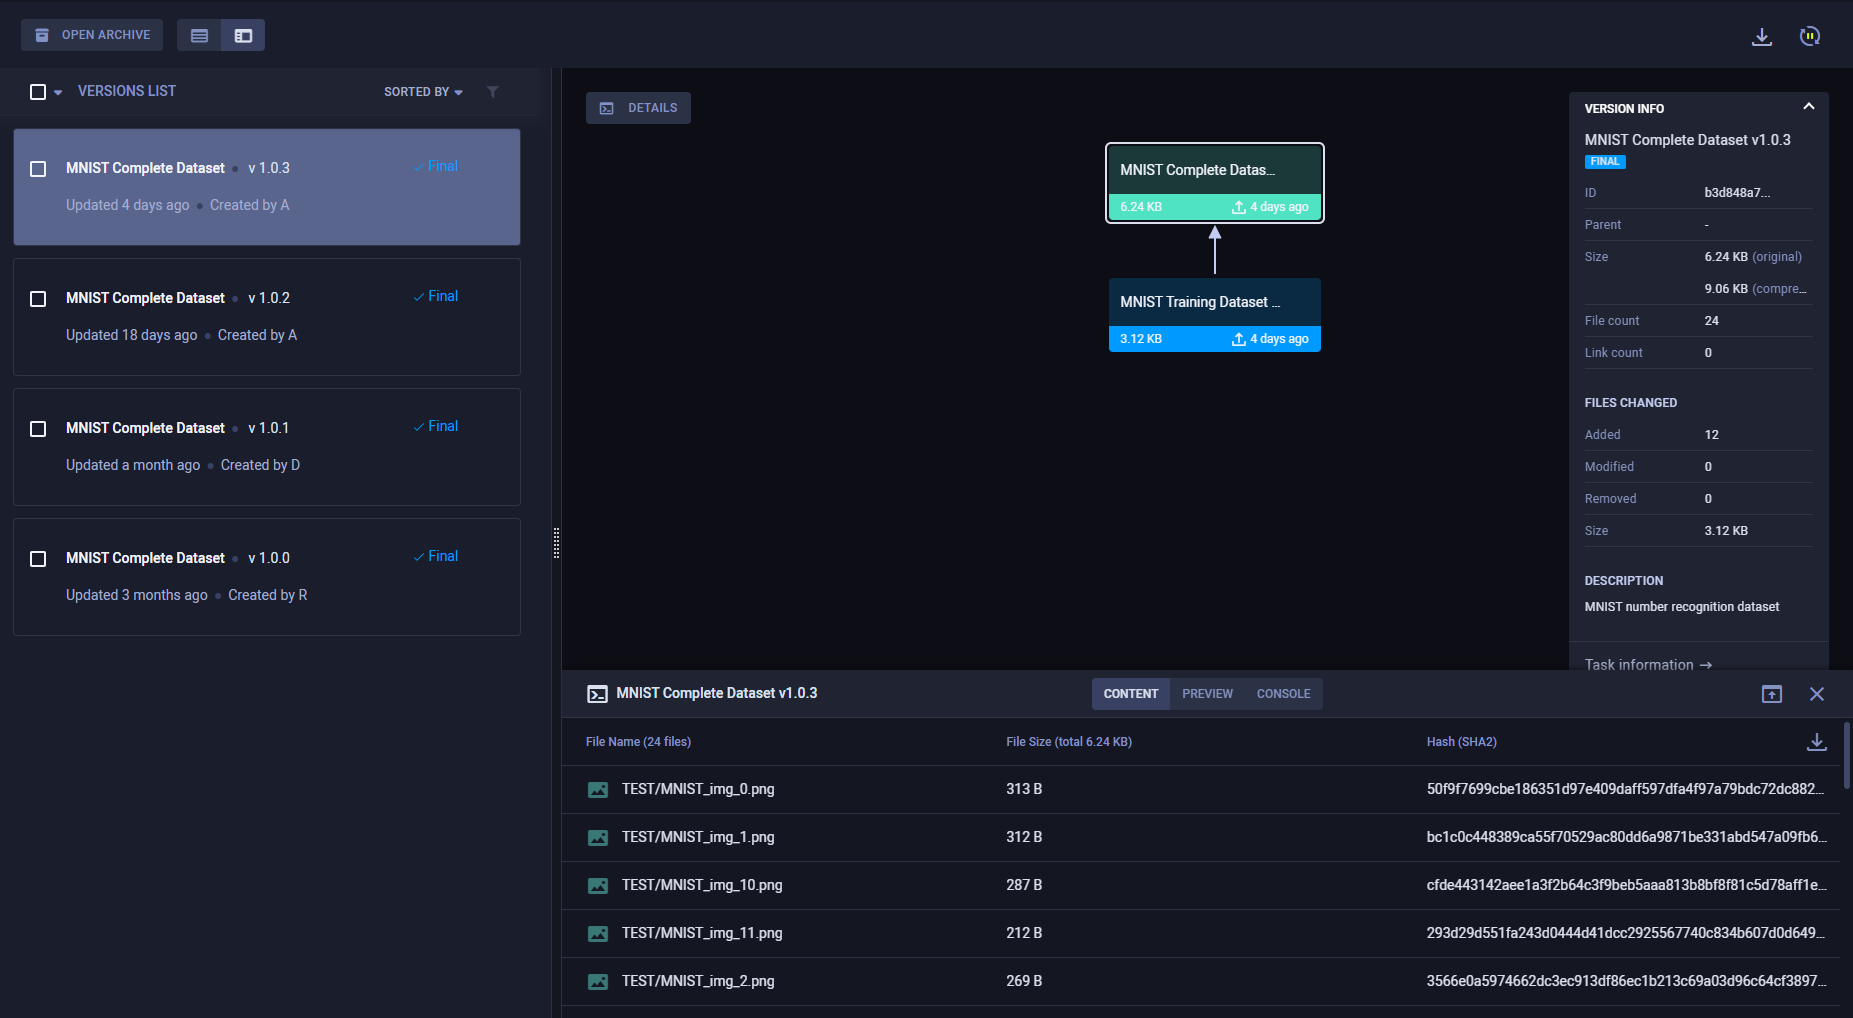 OPEN ARCHIVE
VERSIONS LIST
SORTED BY
MNIST Complete Dataset v 1.0.3
Final
Updated 4 days ago Created by A
MNIST Complete Dataset v 1.0.2
Final
Updated 18 days ago Created by A
MNIST Complete Dataset v 1.0.1
Final
Updated a month ago Created by D
MNIST Complete Dataset v 1.0.0
Final
Updated 3 months ago Created by R
DETAILS
MNIST Complete Datas...
6.24 KB 4 days ago
MNIST Training Dataset ...
3.12 KB 4 days ago
VERSION INFO
MNIST Complete Dataset v1.0.3
FINAL
ID b3d848a7...
Parent -
Size 6.24 KB (original)
9.06 KB (compre...
File count 24
Link count 0
FILES CHANGED
Added 12
Modified 0
Removed 0
Size 3.12 KB
DESCRIPTION
MNIST number recognition dataset
Task information →
MNIST Complete Dataset v1.0.3
CONTENT PREVIEW CONSOLE
File Name (24 files) File Size (total 6.24 KB) Hash (SHA2)
TEST/MNIST_img_0.png 313 B 50f9f7699cbe186351d97e409daff597dfa4f97a79bdc72dc882...
TEST/MNIST_img_1.png 312 B bc1c0c448389ca55f70529ac80dd6a9871be331abd547a09fb6...
TEST/MNIST_img_10.png 287 B cfde443142aee1a3f2b64c3f9beb5aaa813b8bf8f81c5d78aff1e...
TEST/MNIST_img_11.png 212 B 293d29d551fa243d0444d41dcc2925567740c834b607d0d649...
TEST/MNIST_img_2.png 269 B 3566e0a5974662dc3ec913df86ec1b213c69a03d96c64cf3897...